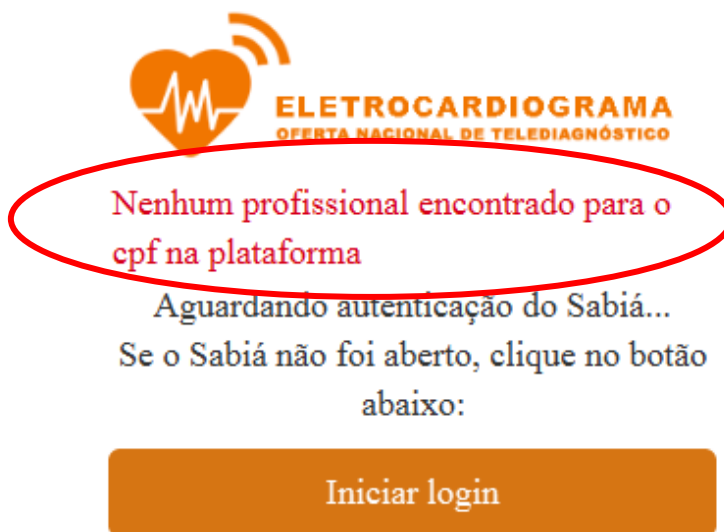 ELETROCARDIOGRAMA
OFERTA NACIONAL DE TELEDIAGNÓSTICO
Nenhum profissional encontrado para o
cpf na plataforma
Aguardando autenticação do Sabiá...
Se o Sabiá não foi aberto, clique no botão
abaixo:
Iniciar login